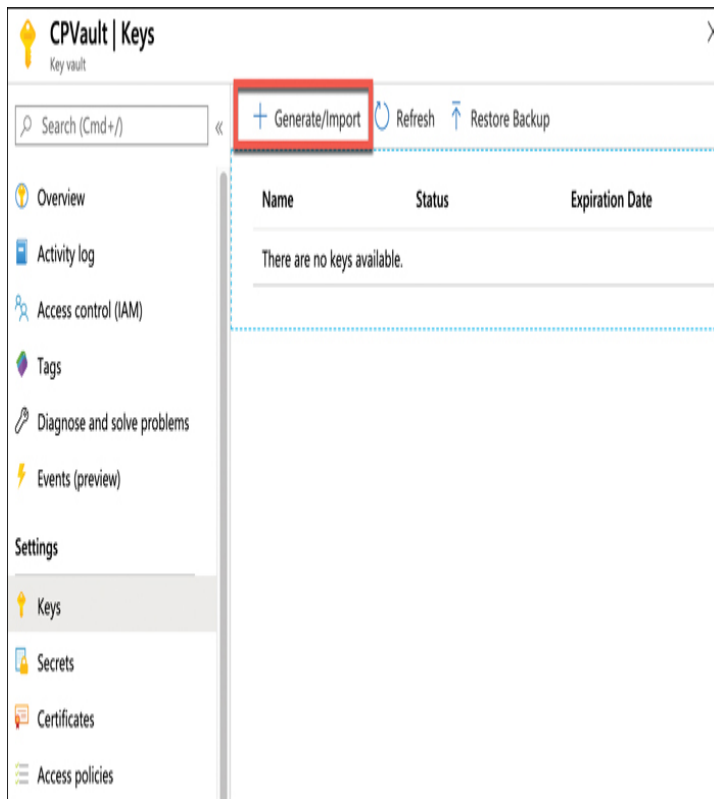 CPVault | Keys
Key vault
Search (Cmd+/)
«
Generate/Import Refresh Restore Backup
Overview
Activity log
Access control (IAM)
Tags
Diagnose and solve problems
Events (preview)
Settings
Keys
Secrets
Certificates
Access policies
Name Status Expiration Date
There are no keys available.